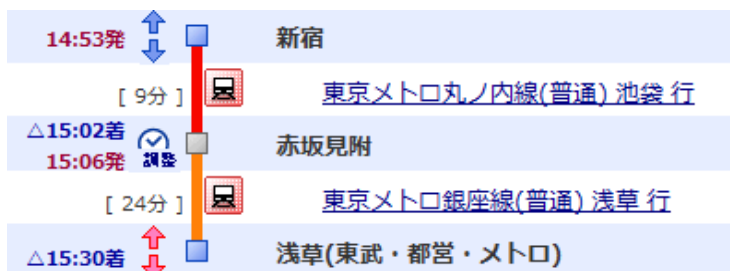 14:53発 新宿
[ 9分 ] 東京メトロ丸ノ内線(普通) 池袋 行
△15:02着
赤坂見附
15:06発 調整
[ 24分 ] 東京メトロ銀座線(普通) 浅草 行
△15:30着 浅草(東武・都営・メトロ)